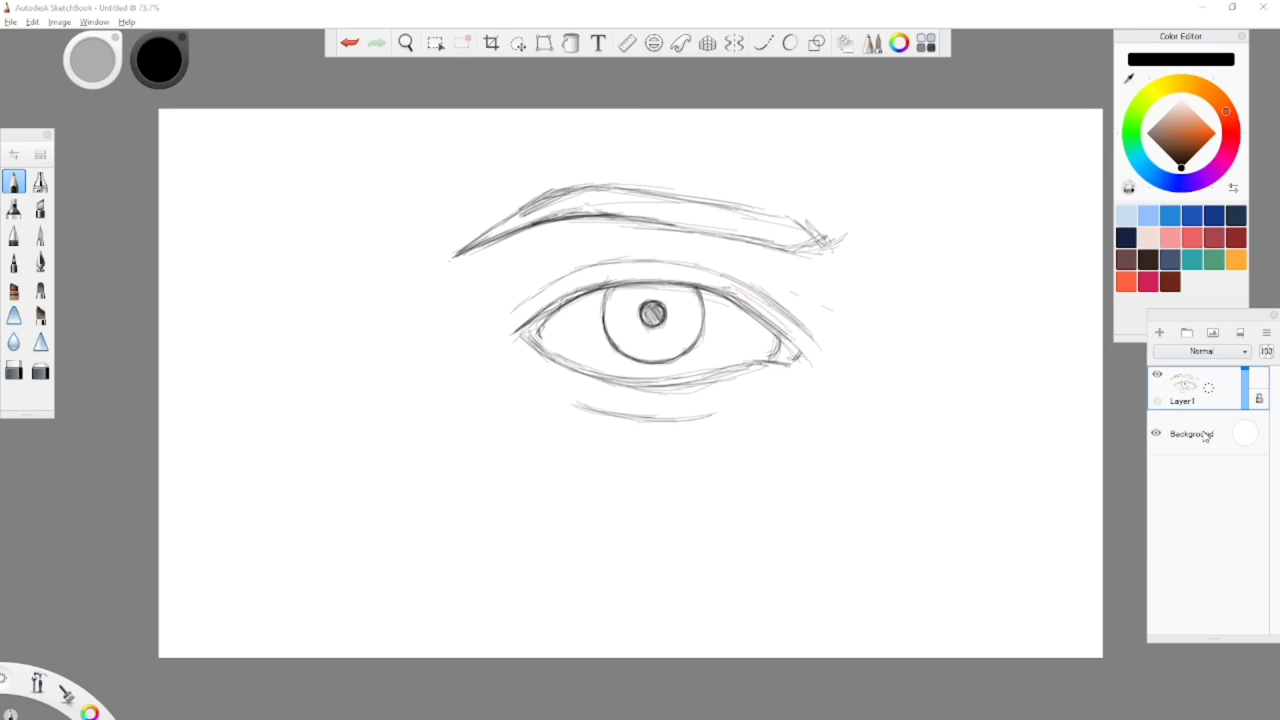 Autodesk SketchBook - Untitled @ 73.7%
File Edit Image Window Help
Color Editor
Normal
100
Layer1
Background